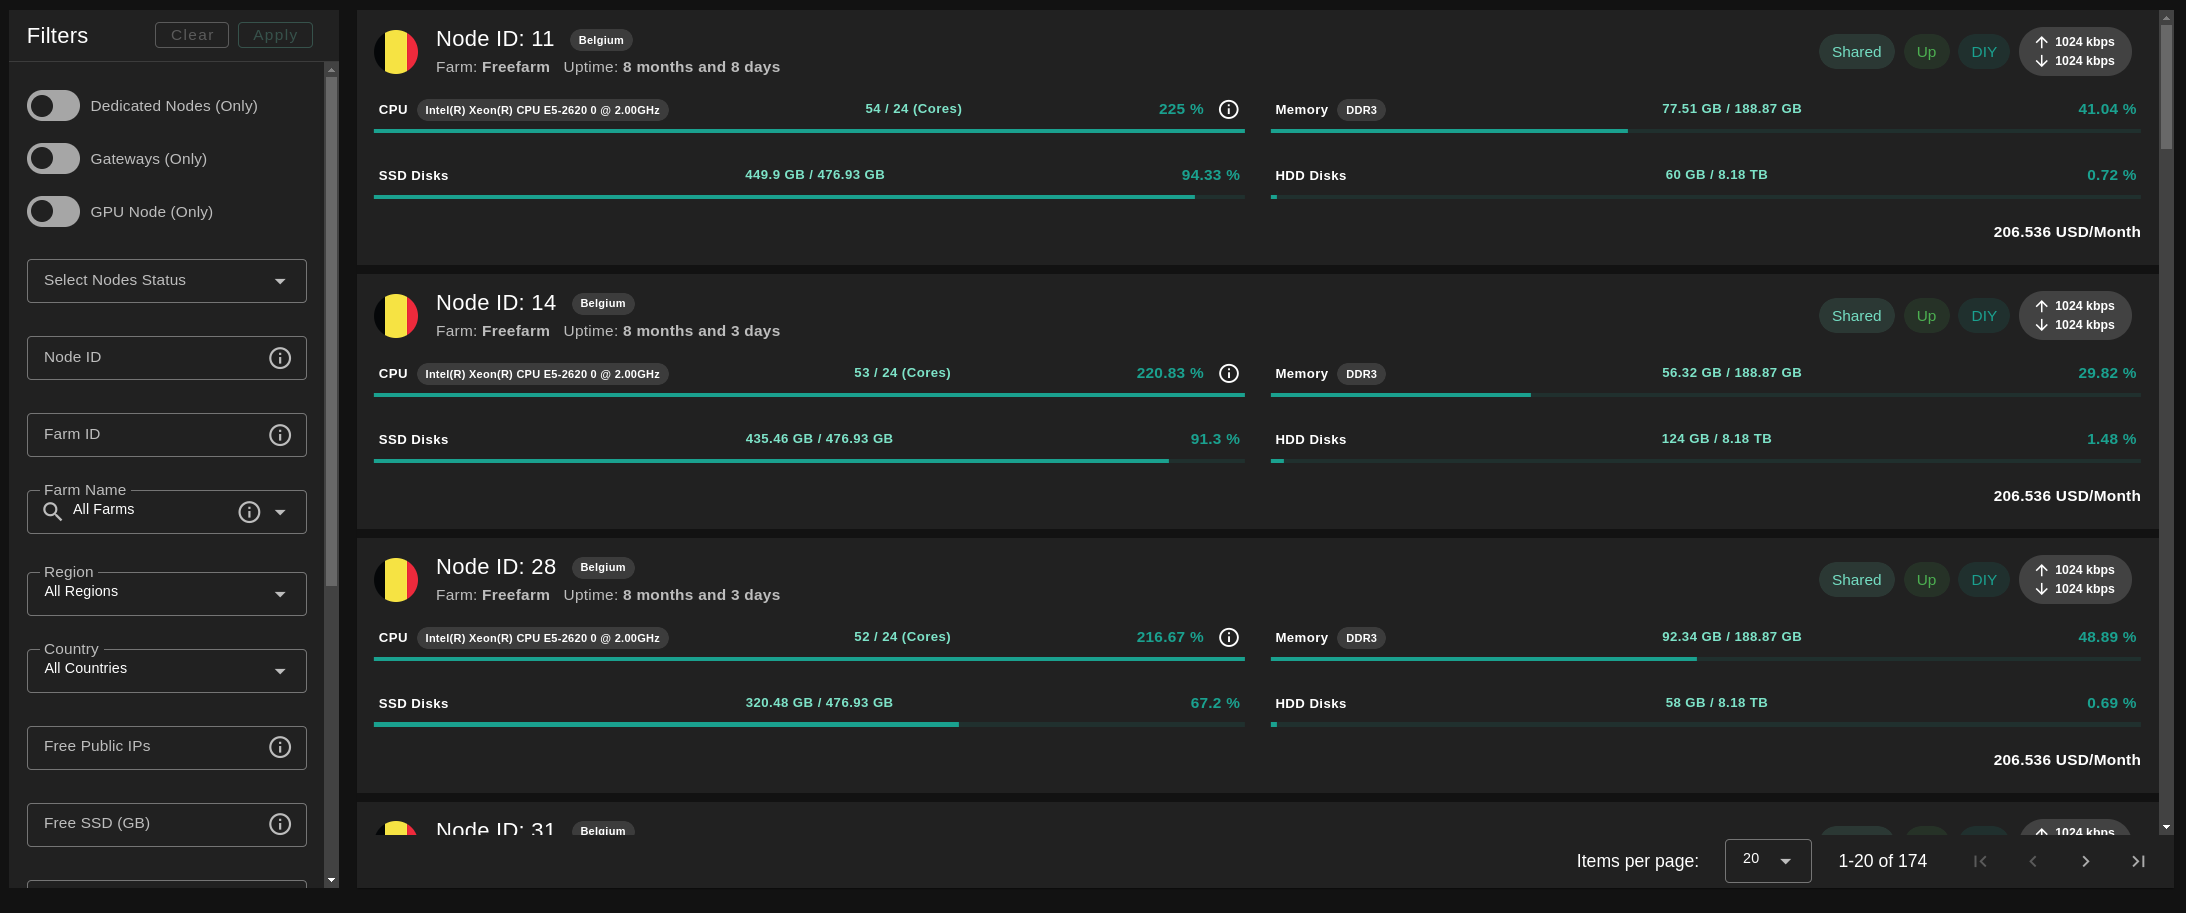 Filters
Clear
Apply
Dedicated Nodes (Only)
Gateways (Only)
GPU Node (Only)
Select Nodes Status
Node ID
Farm ID
Farm Name
All Farms
Region
All Regions
Country
All Countries
Free Public IPs
Free SSD (GB)
Node ID: 11 Belgium
Farm: Freefarm Uptime: 8 months and 8 days
Shared Up DIY
1024 kbps
1024 kbps
CPU Intel(R) Xeon(R) CPU E5-2620 0 @ 2.00GHz 54 / 24 (Cores) 225 %
Memory DDR3 77.51 GB / 188.87 GB 41.04 %
SSD Disks 449.9 GB / 476.93 GB 94.33 %
HDD Disks 60 GB / 8.18 TB 0.72 %
206.536 USD/Month
Node ID: 14 Belgium
Farm: Freefarm Uptime: 8 months and 3 days
Shared Up DIY
1024 kbps
1024 kbps
CPU Intel(R) Xeon(R) CPU E5-2620 0 @ 2.00GHz 53 / 24 (Cores) 220.83 %
Memory DDR3 56.32 GB / 188.87 GB 29.82 %
SSD Disks 435.46 GB / 476.93 GB 91.3 %
HDD Disks 124 GB / 8.18 TB 1.48 %
206.536 USD/Month
Node ID: 28 Belgium
Farm: Freefarm Uptime: 8 months and 3 days
Shared Up DIY
1024 kbps
1024 kbps
CPU Intel(R) Xeon(R) CPU E5-2620 0 @ 2.00GHz 52 / 24 (Cores) 216.67 %
Memory DDR3 92.34 GB / 188.87 GB 48.89 %
SSD Disks 320.48 GB / 476.93 GB 67.2 %
HDD Disks 58 GB / 8.18 TB 0.69 %
206.536 USD/Month
Node ID: 31 Belgium
1024 kbps
Items per page: 20 1-20 of 174